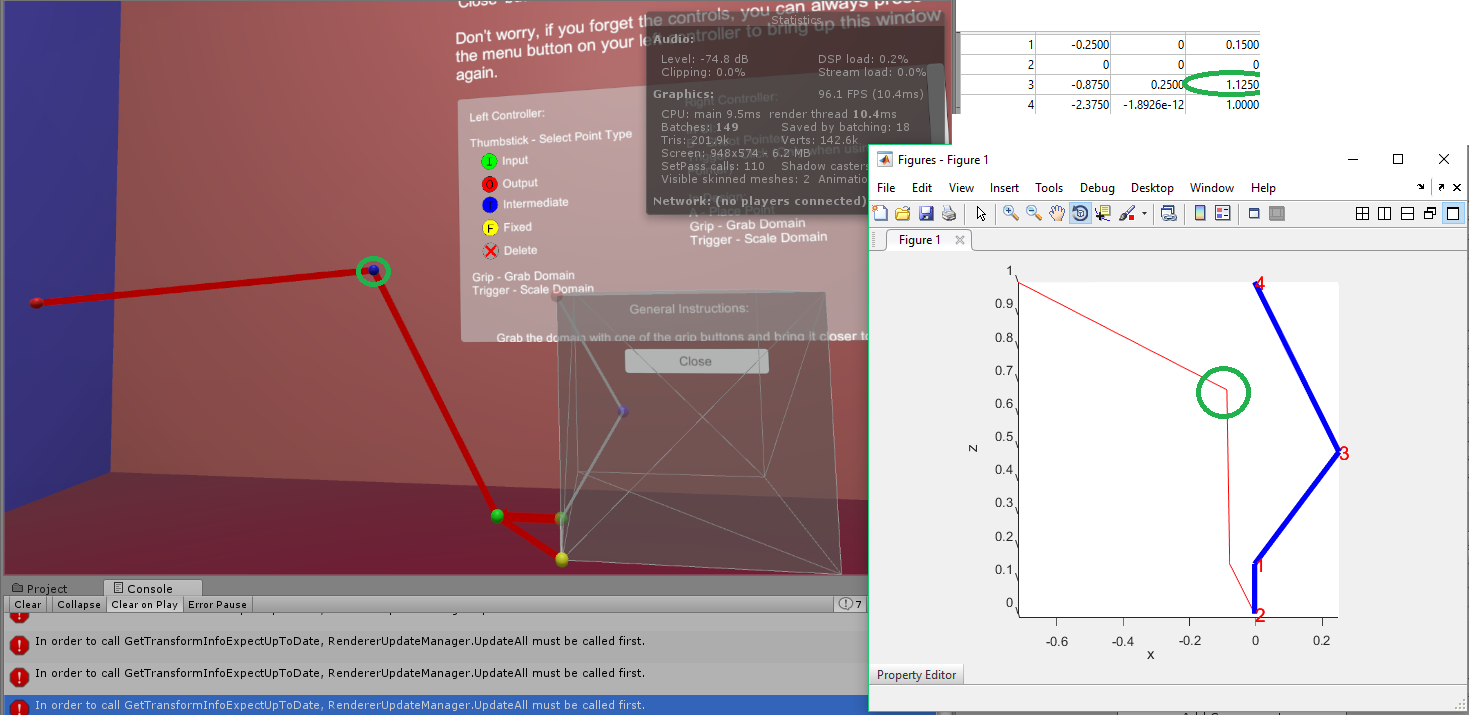 Close
Don't worry, if you forget the controls, you can always press
the menu button on your left controller to bring up this window
again.
Left Controller:
Thumbstick - Select Point Type
I Input
O Output
I Intermediate
F Fixed
Delete
Grip - Grab Domain
Trigger - Scale Domain
Right Controller:
A - Place Point
Grip - Grab Domain
Trigger - Scale Domain
General Instructions:
Grab the domain with one of the grip buttons and bring it closer to
Close
Statistics
Audio:
Level: -74.8 dB DSP load: 0.2%
Clipping: 0.0% Stream load: 0.0%
Graphics: 96.1 FPS (10.4ms)
CPU: main 9.5ms render thread 10.4ms
Batches: 149 Saved by batching: 18
Tris: 201.9k Verts: 142.6k
Screen: 948x574 - 6.2 MB
SetPass calls: 110 Shadow casters
Visible skinned meshes: 2 Animatio
Network: (no players connected)
1 -0.2500 0 0.1500
2 0 0 0
3 -0.8750 0.2500 1.1250
4 -2.3750 -1.8926e-12 1.0000
Figures - Figure 1
File Edit View Insert Tools Debug Desktop Window Help
Figure 1
1
0.9
0.8
0.7
0.6
0.5
0.4
0.3
0.2
0.1
0
z
4
3
1
2
-0.6 -0.4 -0.2 0 0.2
x
Property Editor
Project Console
Clear Collapse Clear on Play Error Pause 7
In order to call GetTransformInfoExpectUpToDate, RendererUpdateManager.UpdateAll must be called first.
In order to call GetTransformInfoExpectUpToDate, RendererUpdateManager.UpdateAll must be called first.
In order to call GetTransformInfoExpectUpToDate, RendererUpdateManager.UpdateAll must be called first.